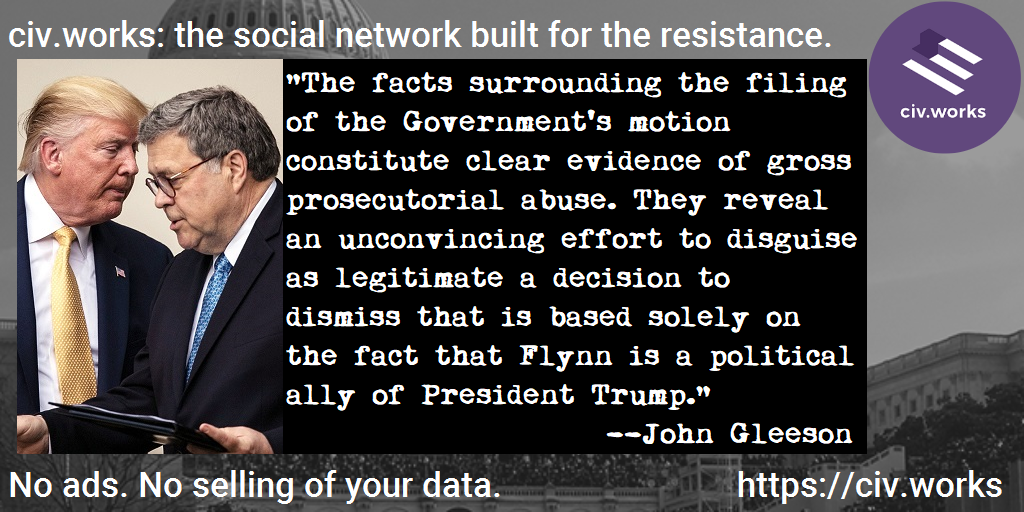 civ.works: the social network built for the resistance.
civ.works
"The facts surrounding the filing
of the Government's motion
constitute clear evidence of gross
prosecutorial abuse. They reveal
an unconvincing effort to disguise
as legitimate a decision to
dismiss that is based solely on
the fact that Flynn is a political
ally of President Trump."
--John Gleeson
No ads. No selling of your data.
https://civ.works